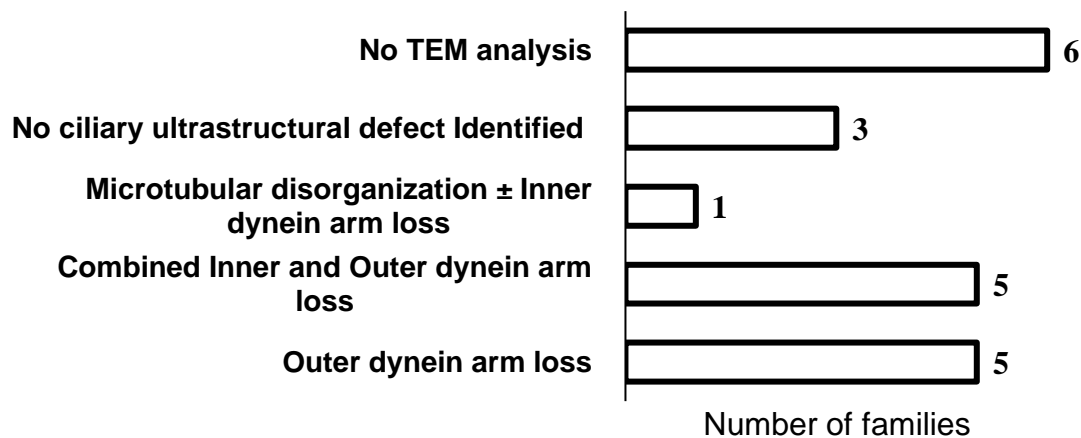 No TEM analysis 6
No ciliary ultrastructural defect Identified 3
Microtubular disorganization ± Inner
dynein arm loss 1
Combined Inner and Outer dynein arm
loss 5
Outer dynein arm loss 5
Number of families